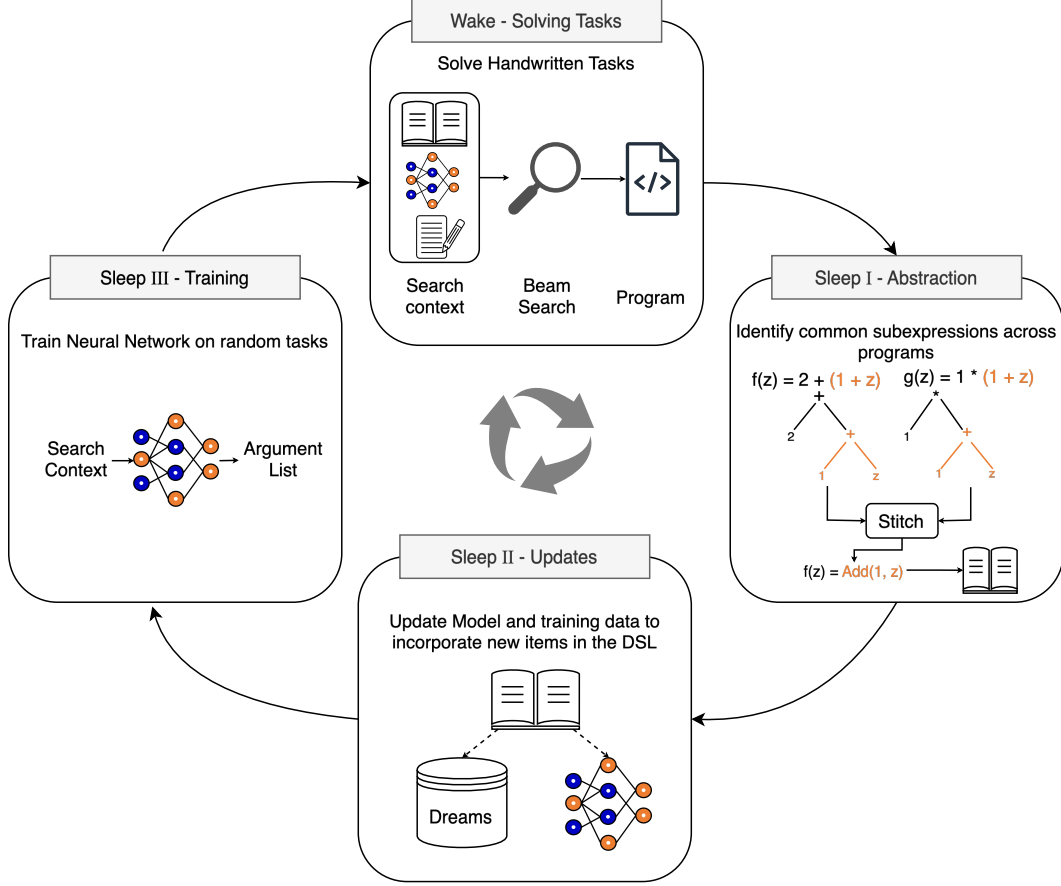 Wake - Solving Tasks
Solve Handwritten Tasks
</>
Search
context
Beam
Search
Program
Sleep I - Abstraction
Identify common subexpressions across
programs
f(z) = 2 + (1 + z)
g(z) = 1 * (1 + z)
+
2
+
1
z
*
1
+
1
z
Stitch
f(z) = Add(1, z)
Sleep II - Updates
Update Model and training data to
incorporate new items in the DSL
Dreams
Sleep III - Training
Train Neural Network on random tasks
Search
Context
Argument
List